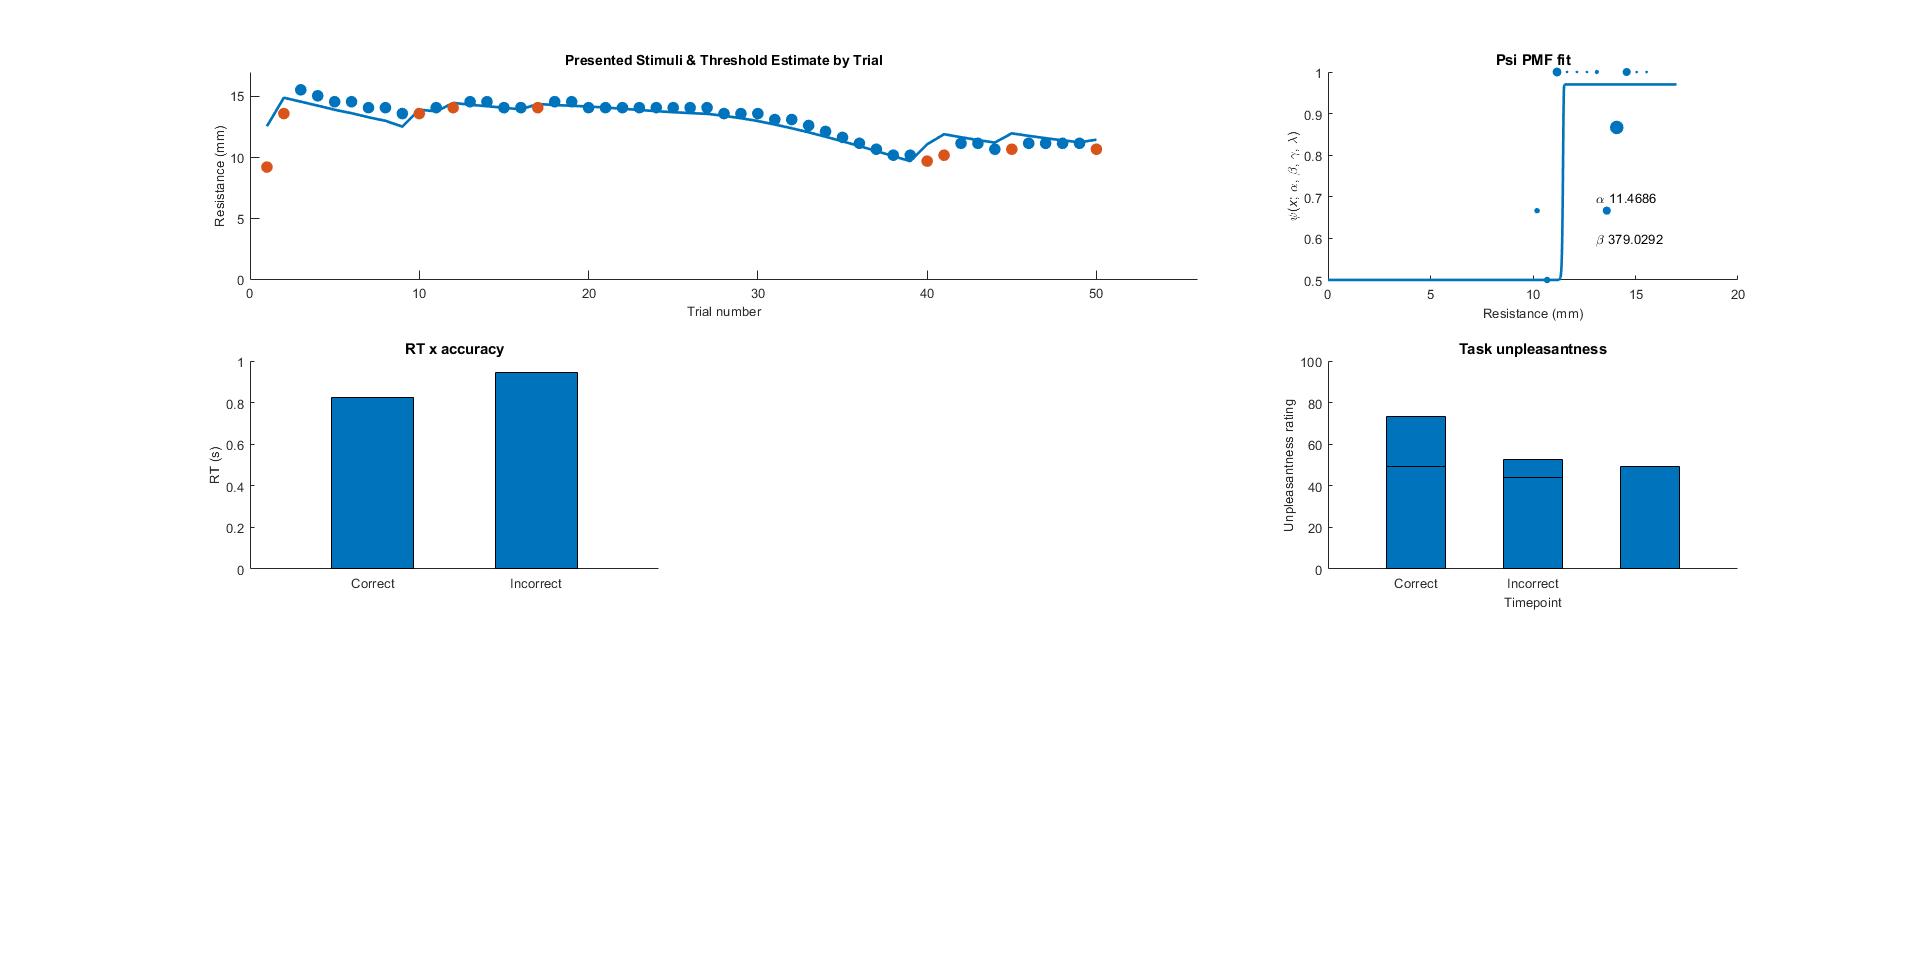 Presented Stimuli & Threshold Estimate by Trial
Resistance (mm)
15
10
5
0
0 10 20 30 40 50
Trial number
Psi PMF fit
ψ(x; α, β, γ, λ)
1
0.9
0.8
0.7
0.6
0.5
α 11.4686
β 379.0292
0 5 10 15 20
Resistance (mm)
RT x accuracy
RT (s)
1
0.8
0.6
0.4
0.2
0
Correct Incorrect
Task unpleasantness
Unpleasantness rating
100
80
60
40
20
0
Correct Incorrect
Timepoint